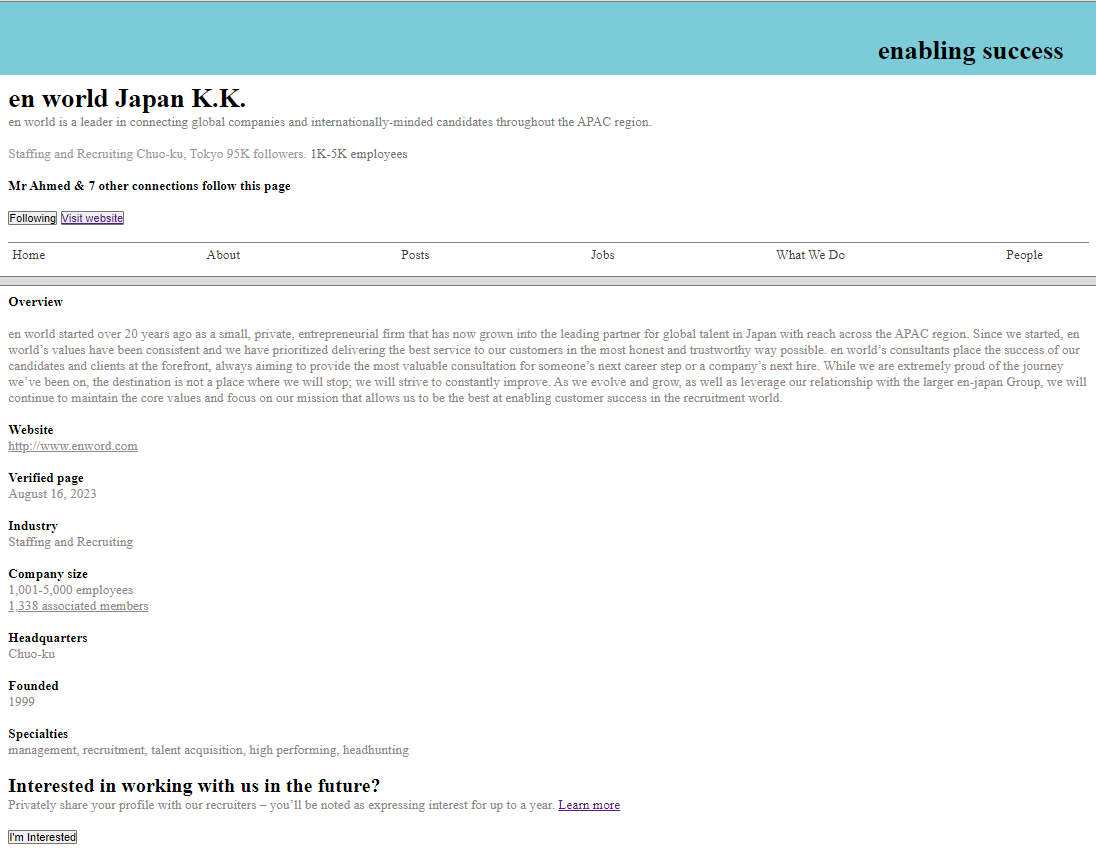 enabling success
en world Japan K.K.
en world is a leader in connecting global companies and internationally-minded candidates throughout the APAC region.
Staffing and Recruiting Chuo-ku, Tokyo 95K followers. 1K-5K employees
Mr Ahmed & 7 other connections follow this page
Following Visit website
Home About Posts Jobs What We Do People
Overview
en world started over 20 years ago as a small, private, entrepreneurial firm that has now grown into the leading partner for global talent in Japan with reach across the APAC region. Since we started, en
world’s values have been consistent and we have prioritized delivering the best service to our customers in the most honest and trustworthy way possible. en world’s consultants place the success of our
candidates and clients at the forefront, always aiming to provide the most valuable consultation for someone’s next career step or a company’s next hire. While we are extremely proud of the journey
we’ve been on, the destination is not a place where we will stop; we will strive to constantly improve. As we evolve and grow, as well as leverage our relationship with the larger en-japan Group, we will
continue to maintain the core values and focus on our mission that allows us to be the best at enabling customer success in the recruitment world.
Website
http://www.enword.com
Verified page
August 16, 2023
Industry
Staffing and Recruiting
Company size
1,001-5,000 employees
1,338 associated members
Headquarters
Chuo-ku
Founded
1999
Specialties
management, recruitment, talent acquisition, high performing, headhunting
Interested in working with us in the future?
Privately share your profile with our recruiters – you’ll be noted as expressing interest for up to a year. Learn more
I'm Interested